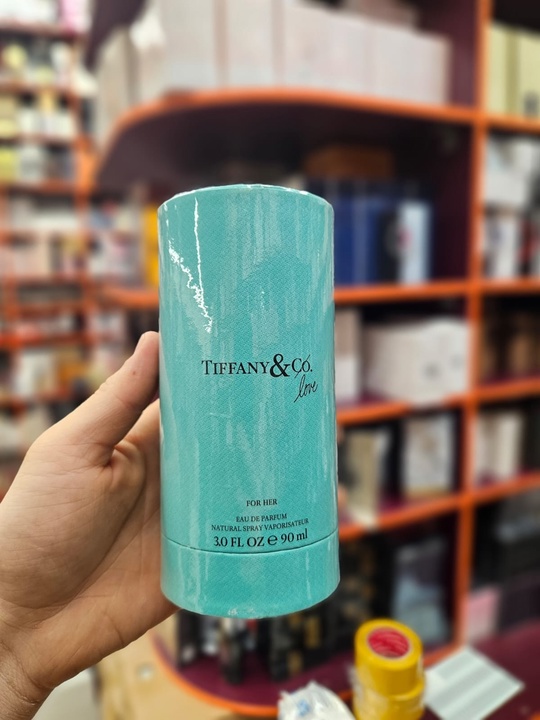 TIFFANY & CO.
love
FOR HER
EAU DE PARFUM
NATURAL SPRAY VAPORISATEUR
3.0 FL OZ ℮ 90 ml